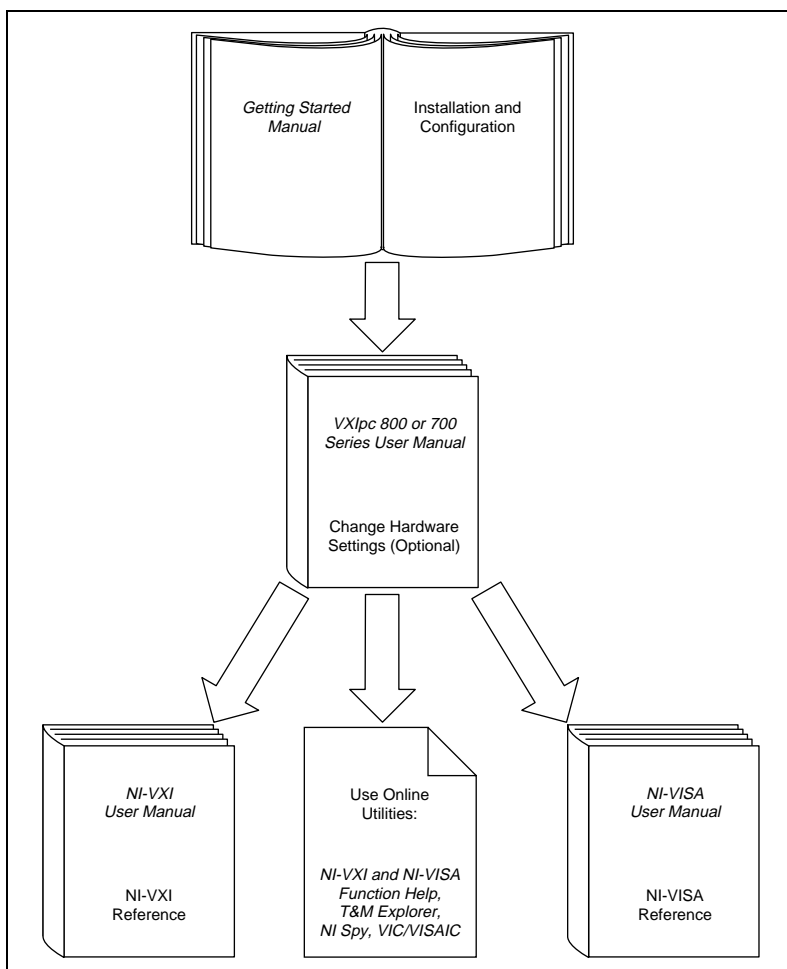 Getting Started
Manual
Installation and
Configuration
VXIpc 800 or 700
Series User Manual
Change Hardware
Settings (Optional)
NI-VXI
User Manual
NI-VXI
Reference
Use Online
Utilities:
NI-VXI and NI-VISA
Function Help,
T&M Explorer,
NI Spy, VIC/VISAIC
NI-VISA
User Manual
NI-VISA
Reference